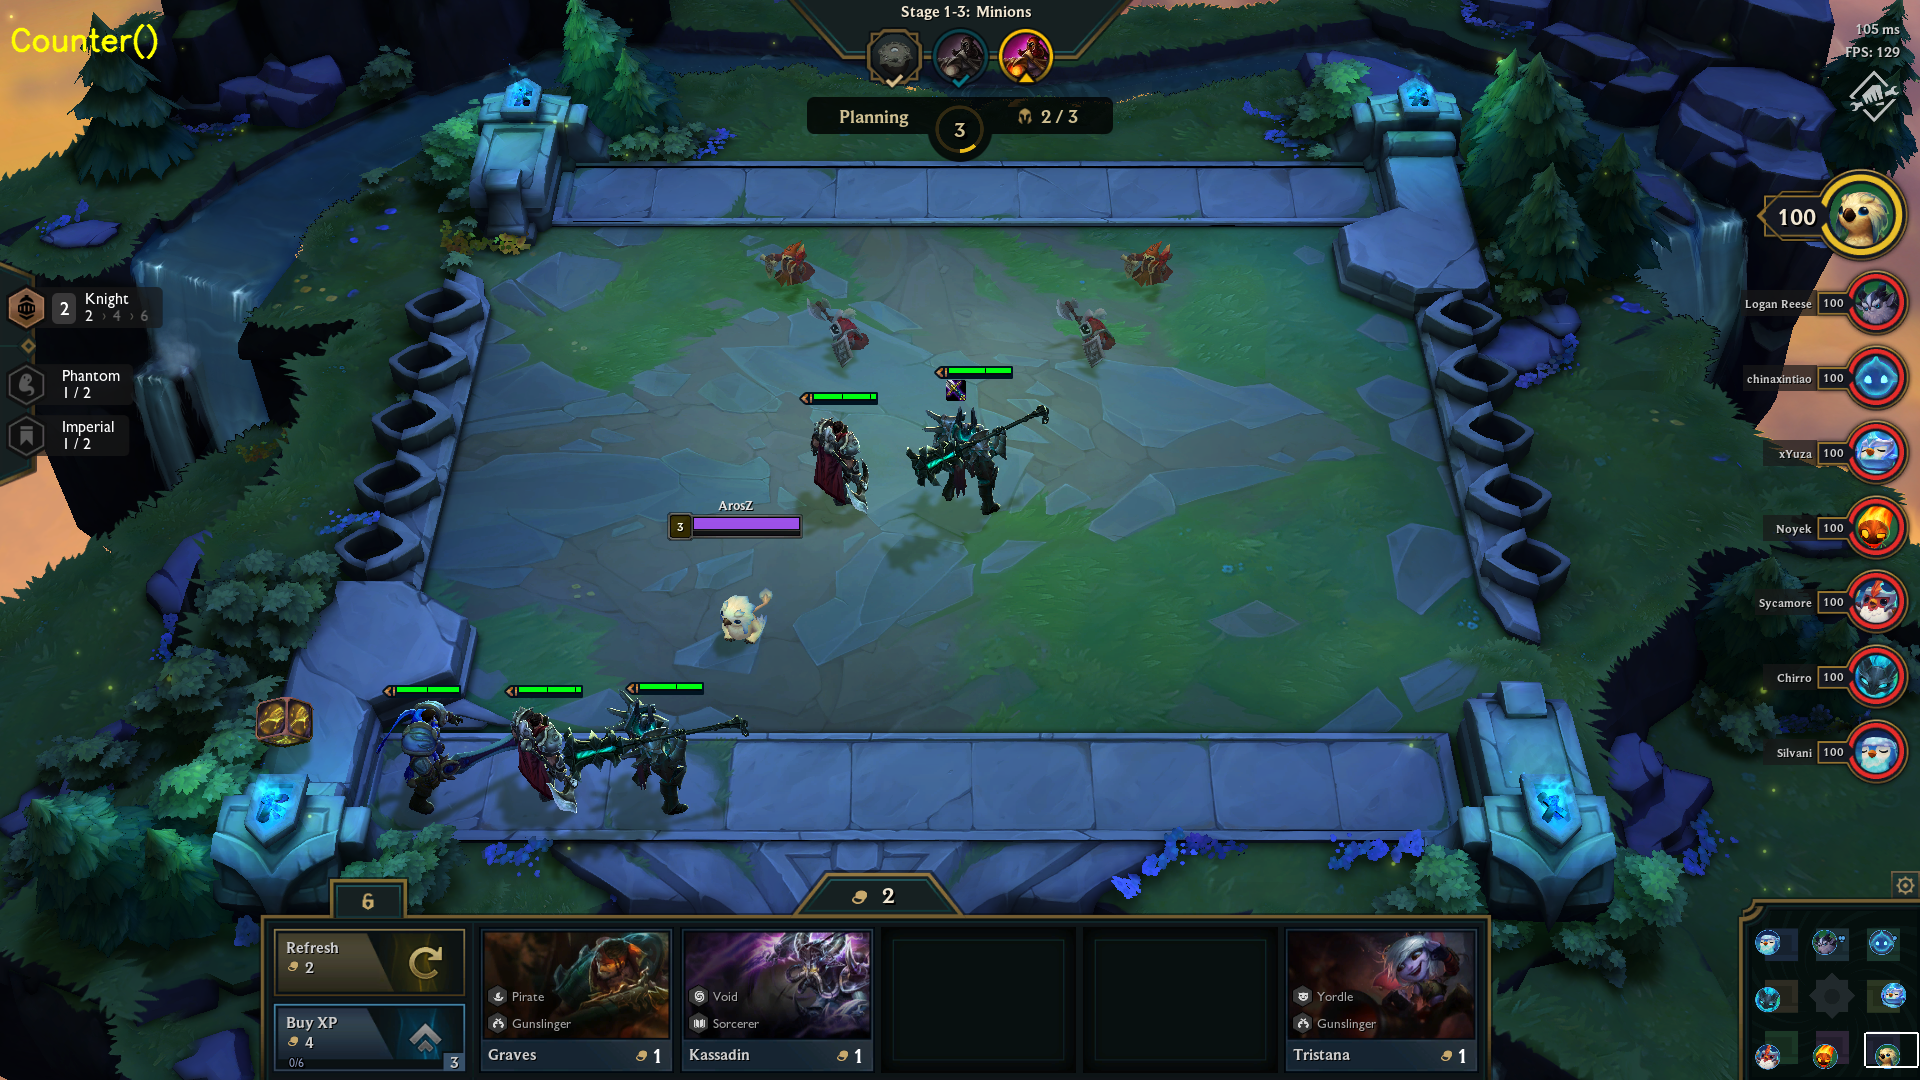 Stage 1-3: Minions
Counter()
105 ms
FPS: 129
Planning
3
2 / 3
100
2
Knight
2 › 4 › 6
Phantom
1 / 2
Imperial
1 / 2
Logan Reese 100
chinaxintiao 100
xYuza 100
Noyek 100
Sycamore 100
Chirro 100
Silvani 100
ArosZ
3
6
2
Refresh
2
Buy XP
4
0/6
3
Pirate
Gunslinger
Graves 1
Void
Sorcerer
Kassadin 1
Yordle
Gunslinger
Tristana 1